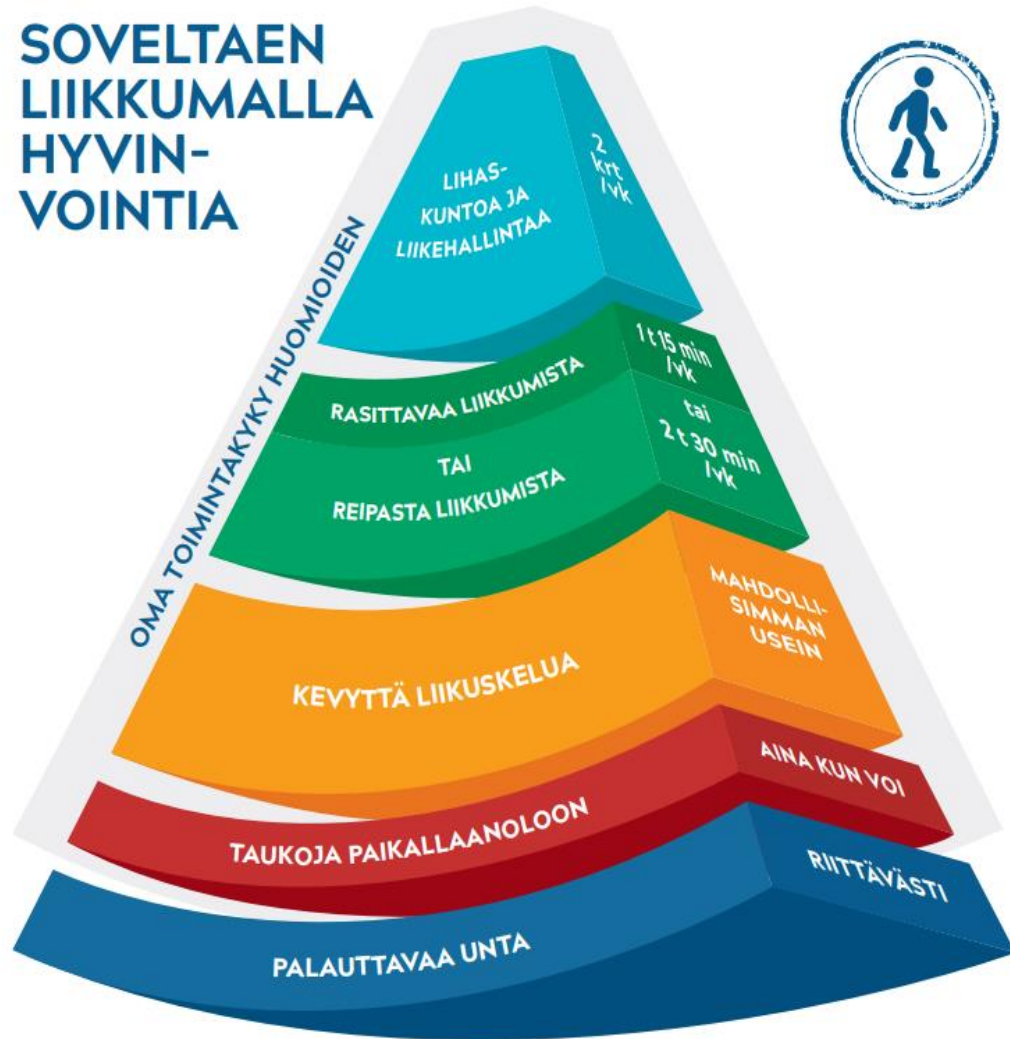 SOVELTAEN
LIIKKUMALLA
HYVIN-
VOINTIA
OMA TOIMINTAKYKY HUOMIOIDEN
LIHAS-
KUNTOA JA
LIIKEHALLINTAA
2
krt
/vk
RASITTAVAA LIIKKUMISTA
1 t 15 min
/vk
TAI
REIPASTA LIIKKUMISTA
tai
2 t 30 min
/vk
KEVYTTÄ LIIKUSKELUA
MAHDOLLI-
SIMMAN
USEIN
TAUKOJA PAIKALLAANOLOON
AINA KUN VOI
PALAUTTAVAA UNTA
RIITTÄVÄSTI